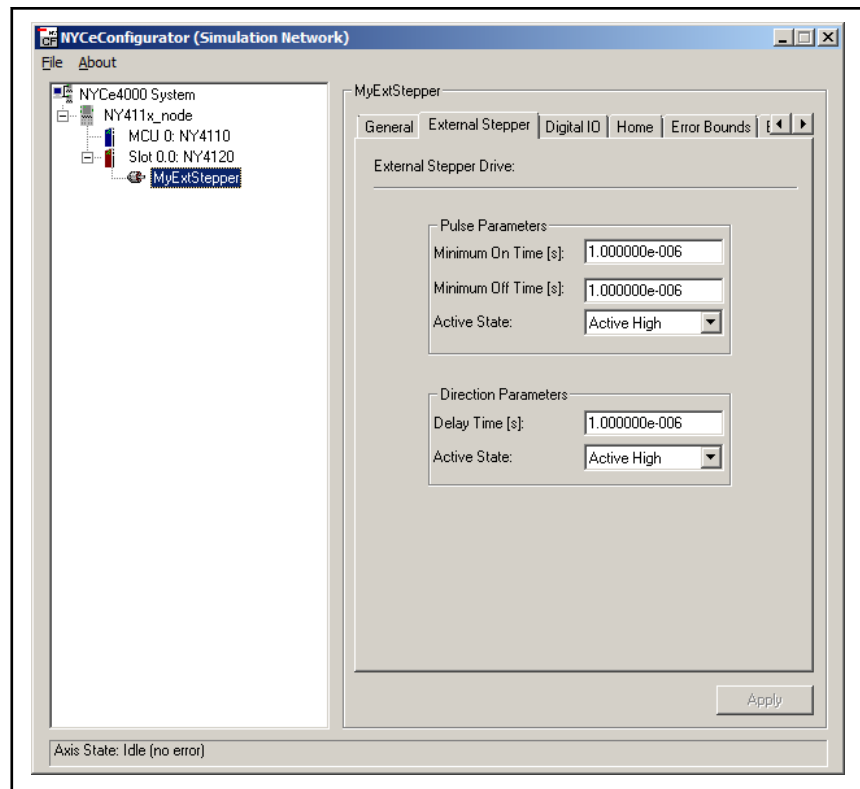 NYCeConfigurator (Simulation Network)
File About
NYCe4000 System
NY411x_node
MCU 0: NY4110
Slot 0.0: NY4120
MyExtStepper
MyExtStepper
General External Stepper Digital IO Home Error Bounds
External Stepper Drive:
Pulse Parameters
Minimum On Time [s]: 1.000000e-006
Minimum Off Time [s]: 1.000000e-006
Active State: Active High
Direction Parameters
Delay Time [s]: 1.000000e-006
Active State: Active High
Apply
Axis State: Idle (no error)